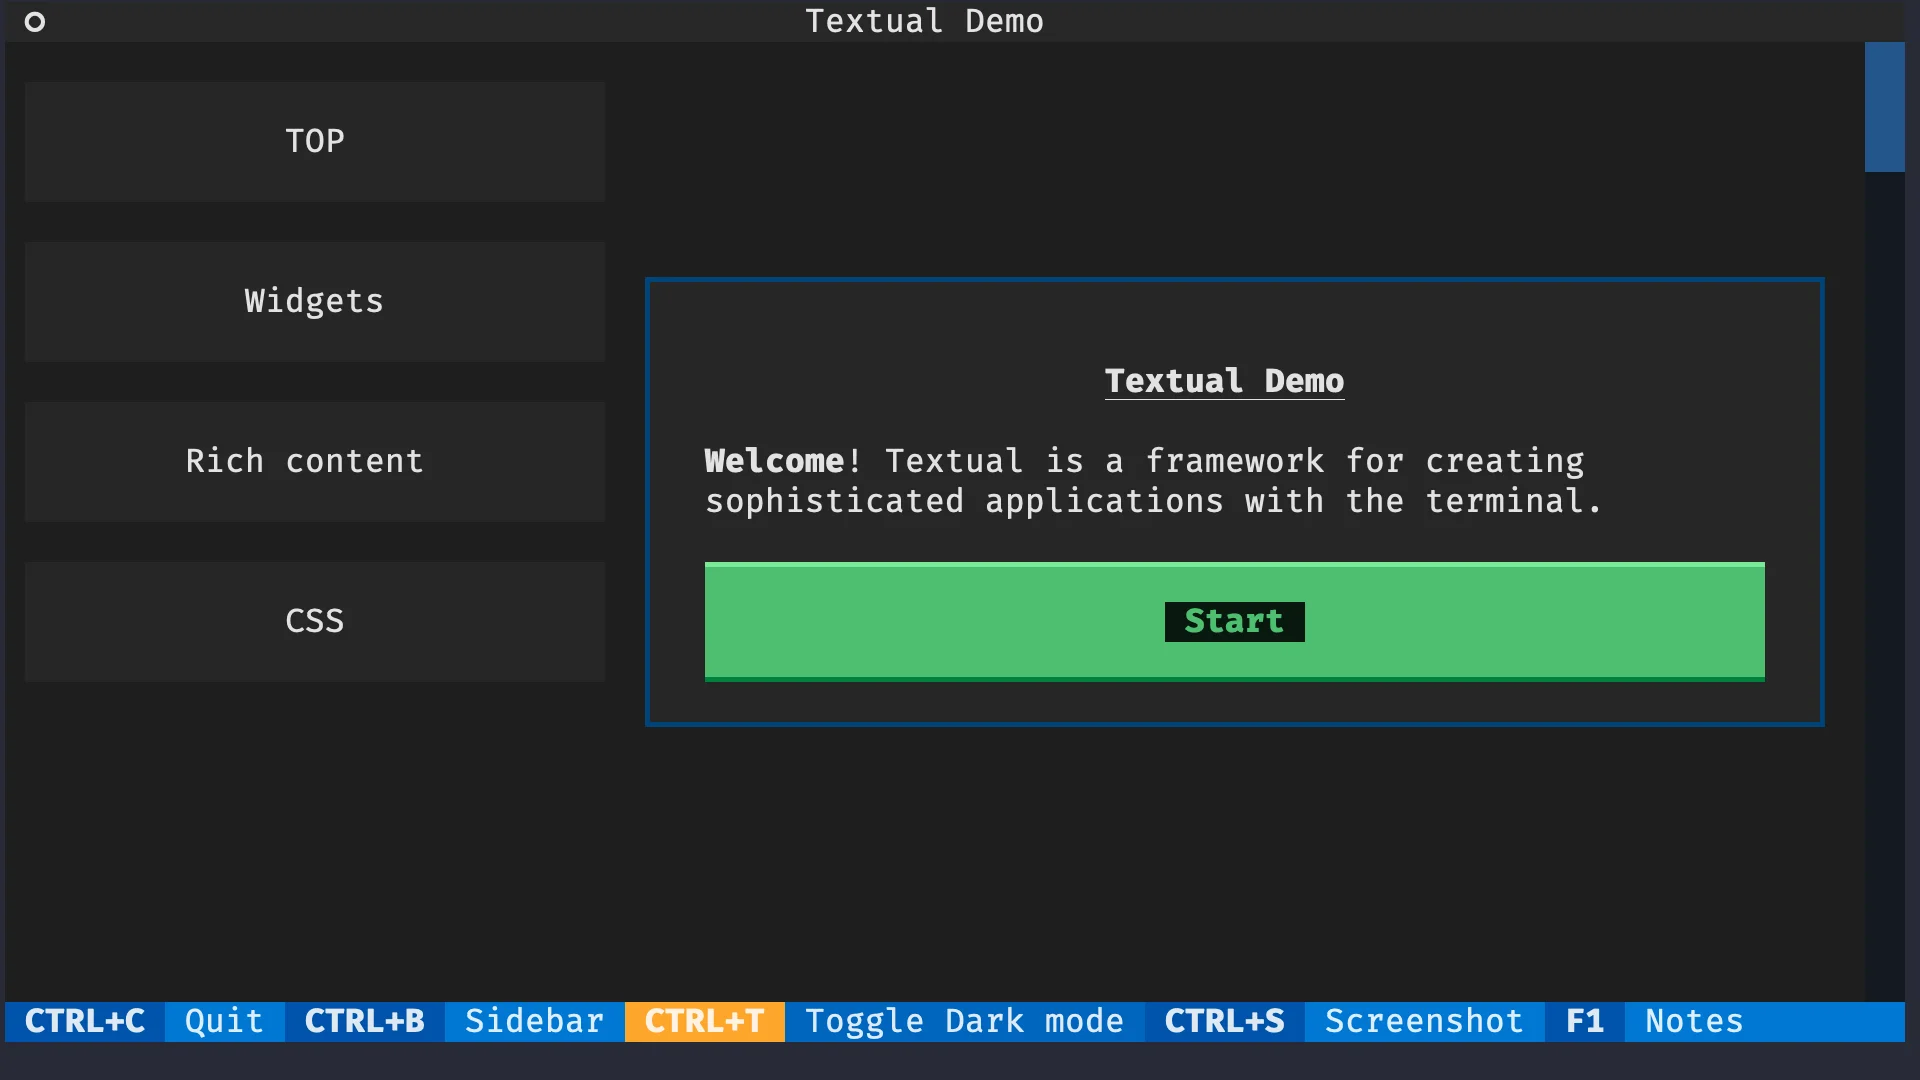 Textual Demo
TOP
Widgets
Rich content
CSS
Textual Demo
Welcome! Textual is a framework for creating
sophisticated applications with the terminal.
Start
CTRL+C Quit CTRL+B Sidebar CTRL+T Toggle Dark mode CTRL+S Screenshot F1 Notes